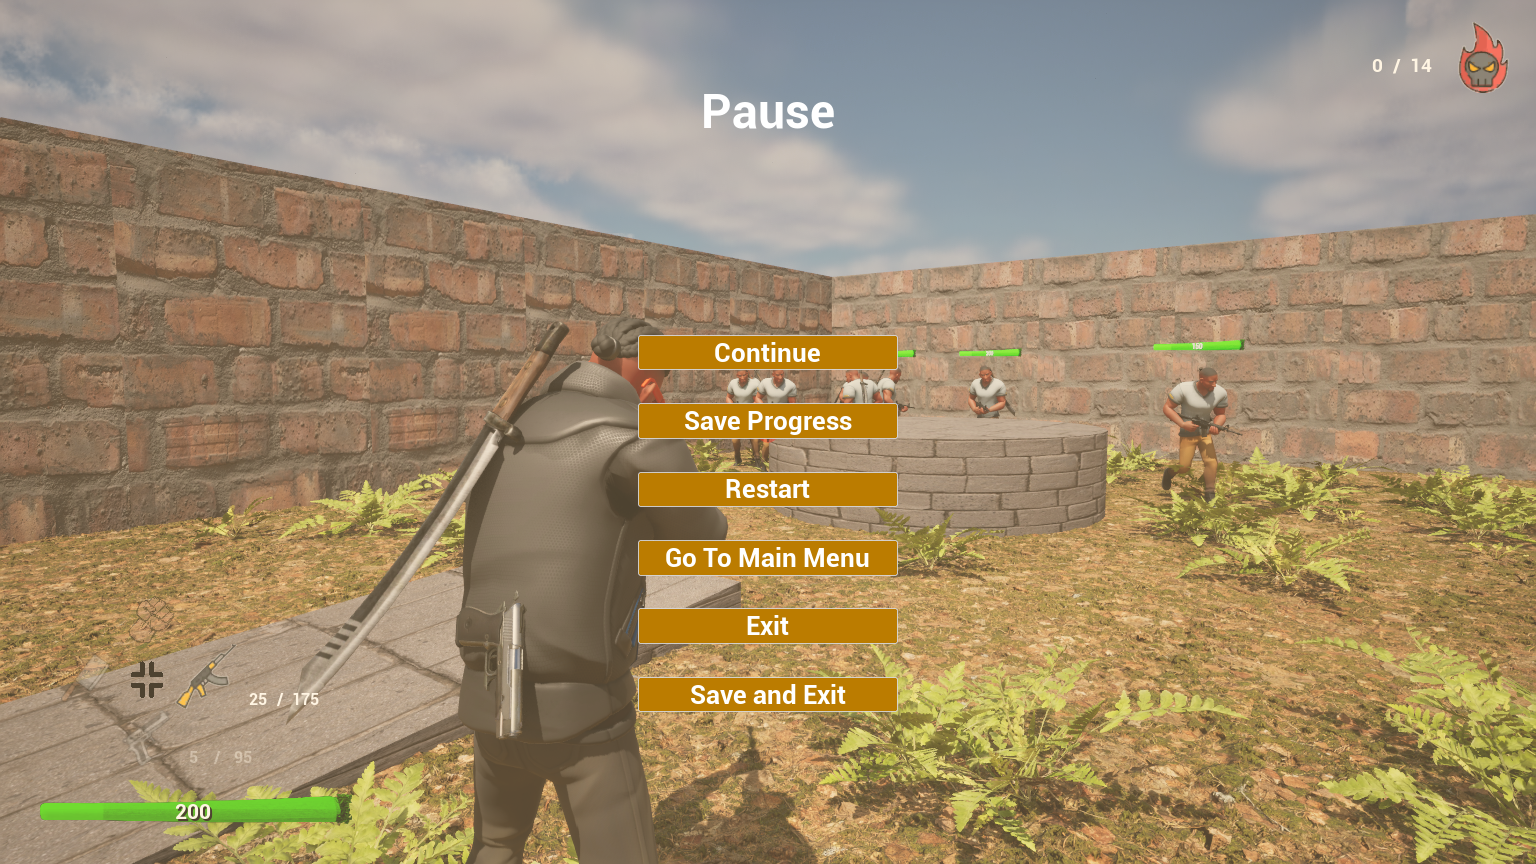 0 / 14
Pause
150
Continue
Save Progress
Restart
Go To Main Menu
Exit
Save and Exit
25 / 175
5 / 95
200